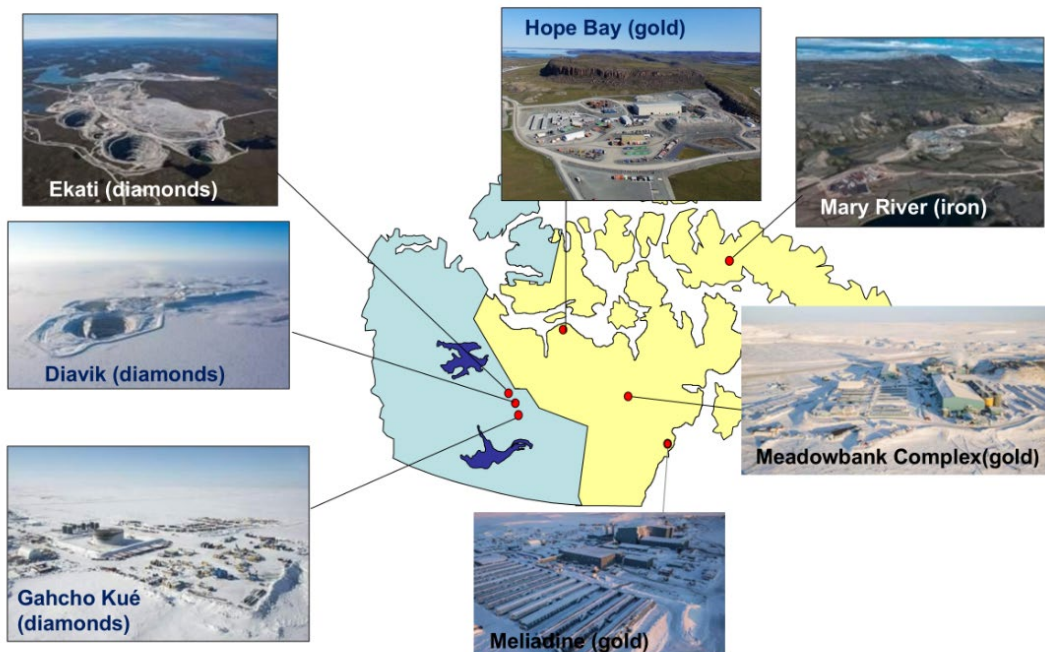 Hope Bay (gold)
Ekati (diamonds)
Mary River (iron)
Diavik (diamonds)
Meadowbank Complex(gold)
Gahcho Kué
(diamonds)
Meliadine (gold)